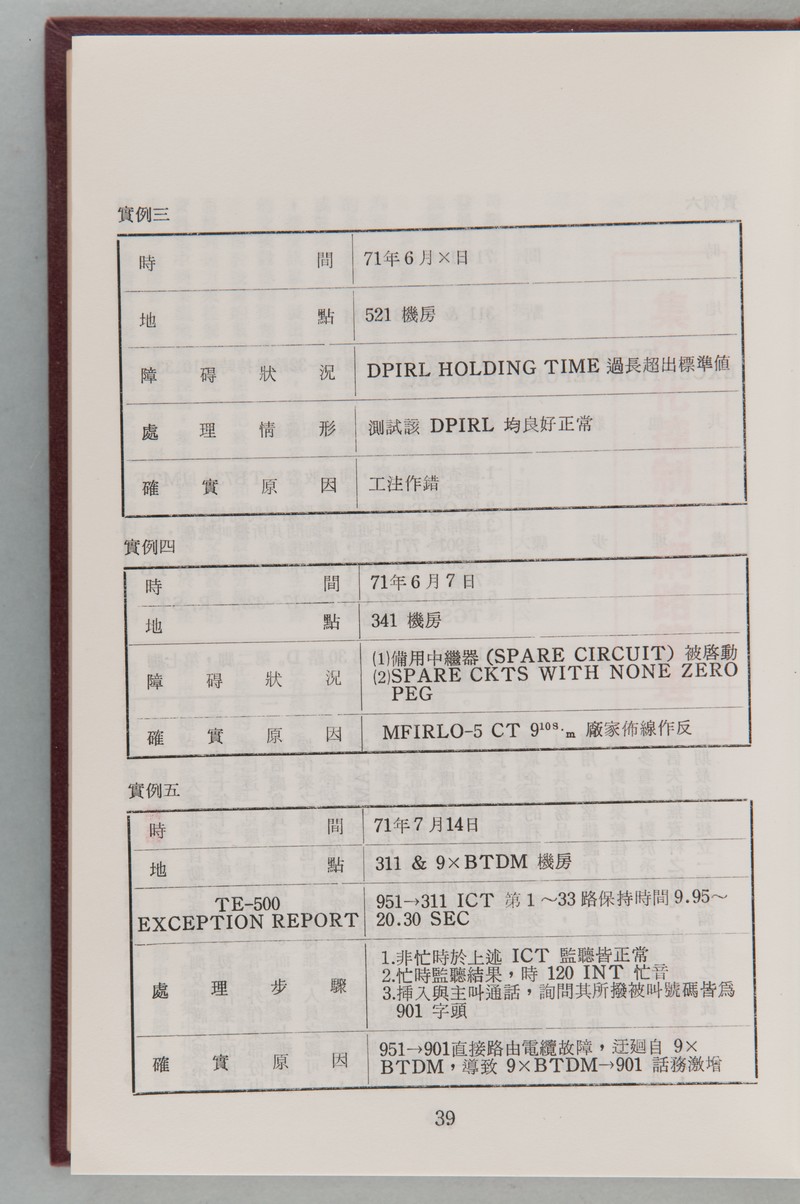 實例三
時間 71年6月×日
地點 521 機房
障碍狀況 DPIRL HOLDING TIME 過長超出標準値
處理情形 測試該 DPIRL 均良好正常
確實原因 工注作錯
實例四
時間 71年6月7日
地點 341 機房
障碍狀況 (1)備用中繼器 (SPARE CIRCUIT) 被啓動
(2)SPARE CKTS WITH NONE ZERO
PEG
確實原因 MFIRLO-5 CT 9¹⁰ˢ·ₘ 廠家佈線作反
實例五
時間 71年7月14日
地點 311 & 9×BTDM 機房
TE-500
EXCEPTION REPORT
951→311 ICT 第1～33路保持時間9.95～
20.30 SEC
處理步驟
1.非忙時於上述 ICT 監聽皆正常
2.忙時監聽結果，時 120 INT 忙音
3.揷入與主叫通話，詢問其所撥被叫號碼皆爲
901 字頭
確實原因
951→901直接路由電纜故障，迂廻自 9×
BTDM，導致 9×BTDM→901 話務激增
39